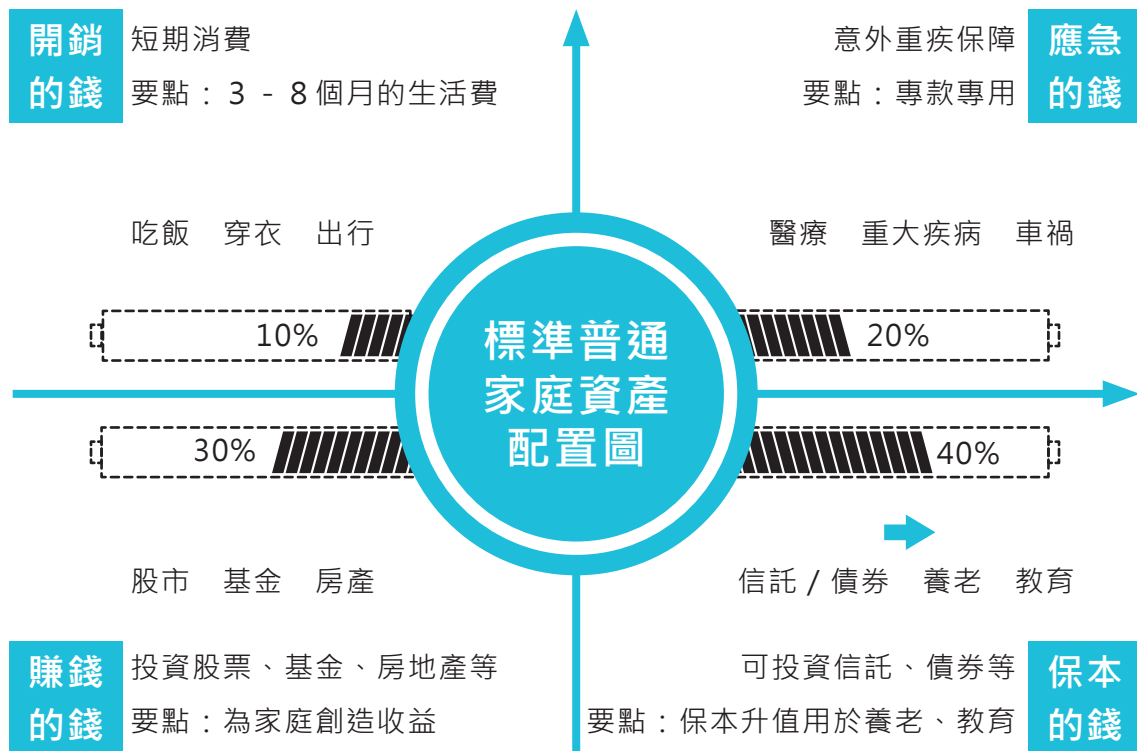 開銷
的錢
短期消費
要點：3 - 8個月的生活費
意外重疾保障
要點：專款專用
應急
的錢
吃飯 穿衣 出行
醫療 重大疾病 車禍
10%
20%
標準普通
家庭資產
配置圖
30%
40%
股市 基金 房產
信託 / 債券 養老 教育
賺錢
的錢
投資股票、基金、房地產等
要點：為家庭創造收益
可投資信託、債券等
要點：保本升值用於養老、教育
保本
的錢